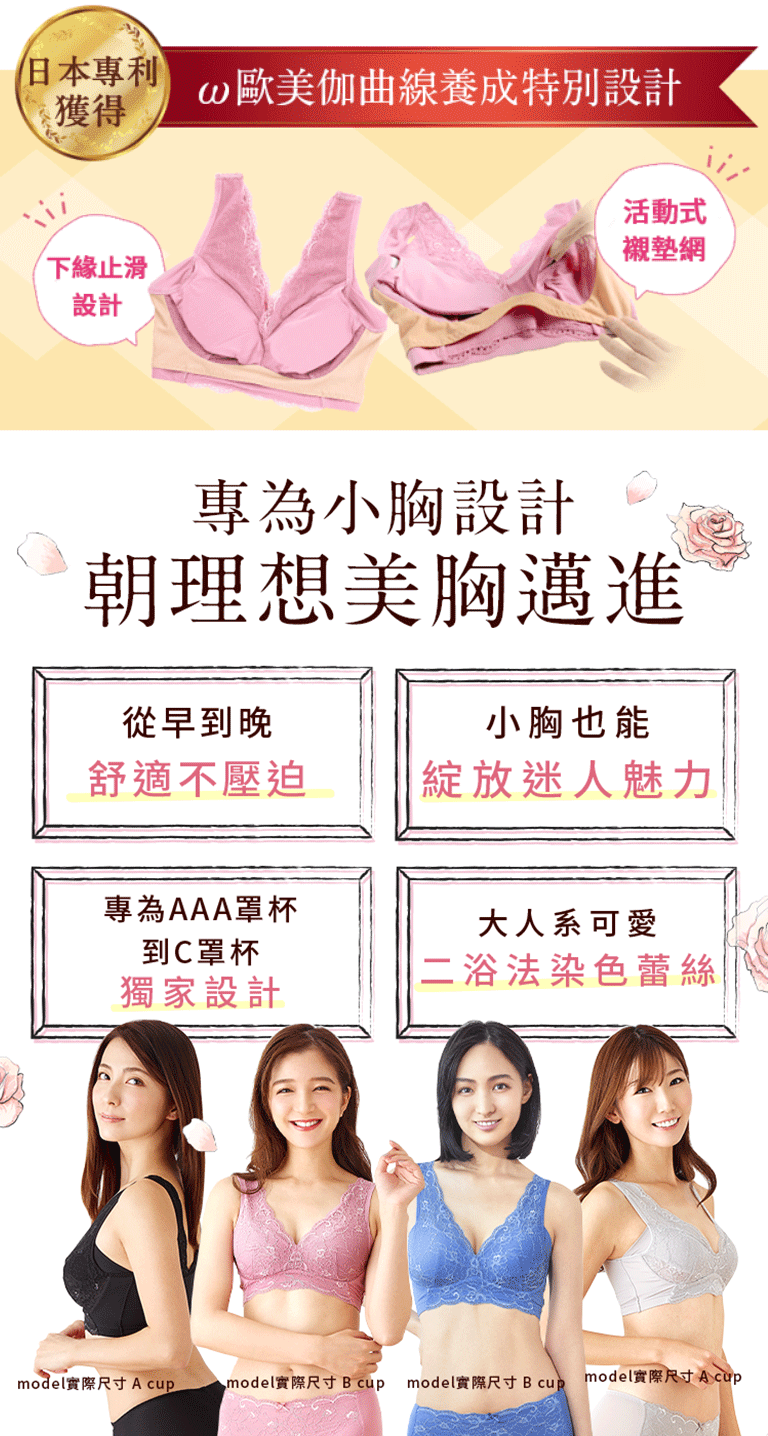 日本專利
獲得
ω歐美伽曲線養成特別設計
下緣止滑
設計
活動式
襯墊網
專為小胸設計
朝理想美胸邁進
從早到晚
舒適不壓迫
小胸也能
綻放迷人魅力
專為AAA罩杯
到C罩杯
獨家設計
大人系可愛
二浴法染色蕾絲
model實際尺寸 A cup
model實際尺寸 B cup
model實際尺寸 B cup
model實際尺寸 A cup